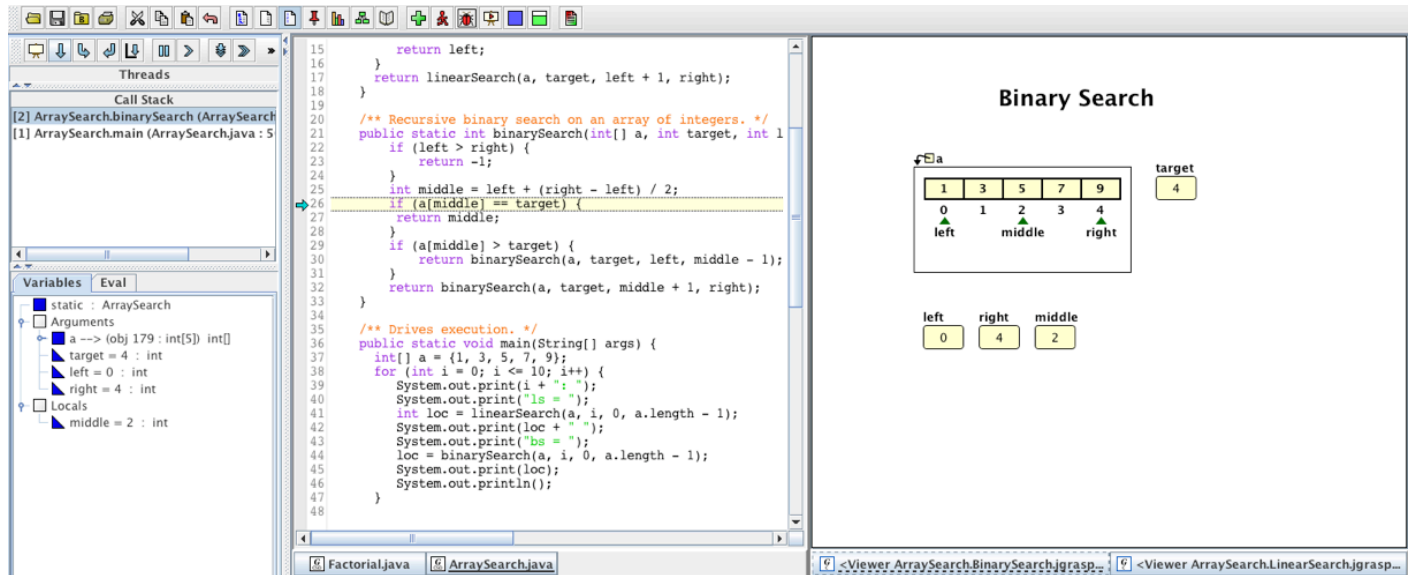 Threads
Call Stack
[2] ArraySearch.binarySearch (ArraySearch
[1] ArraySearch.main (ArraySearch.java : 5
Variables
Eval
static : ArraySearch
Arguments
a --> (obj 179 : int[5]) int[]
target = 4 : int
left = 0 : int
right = 4 : int
Locals
middle = 2 : int
15 return left;
16 }
17 return linearSearch(a, target, left + 1, right);
18 }
19
20 /** Recursive binary search on an array of integers. */
21 public static int binarySearch(int[] a, int target, int l
22 if (left > right) {
23 return -1;
24 }
25 int middle = left + (right - left) / 2;
26 if (a[middle] == target) {
27 return middle;
28 }
29 if (a[middle] > target) {
30 return binarySearch(a, target, left, middle - 1);
31 }
32 return binarySearch(a, target, middle + 1, right);
33 }
34
35 /** Drives execution. */
36 public static void main(String[] args) {
37 int[] a = {1, 3, 5, 7, 9};
38 for (int i = 0; i <= 10; i++) {
39 System.out.print(i + ": ");
40 System.out.print("ls = ");
41 int loc = linearSearch(a, i, 0, a.length - 1);
42 System.out.print(loc + " ");
43 System.out.print("bs = ");
44 loc = binarySearch(a, i, 0, a.length - 1);
45 System.out.print(loc);
46 System.out.println();
47 }
48
Factorial.java
ArraySearch.java
Binary Search
a
target
1 3 5 7 9
4
0 1 2 3 4
left middle right
left right middle
0 4 2
<Viewer ArraySearch.BinarySearch.jgrasp...
<Viewer ArraySearch.LinearSearch.jgrasp...